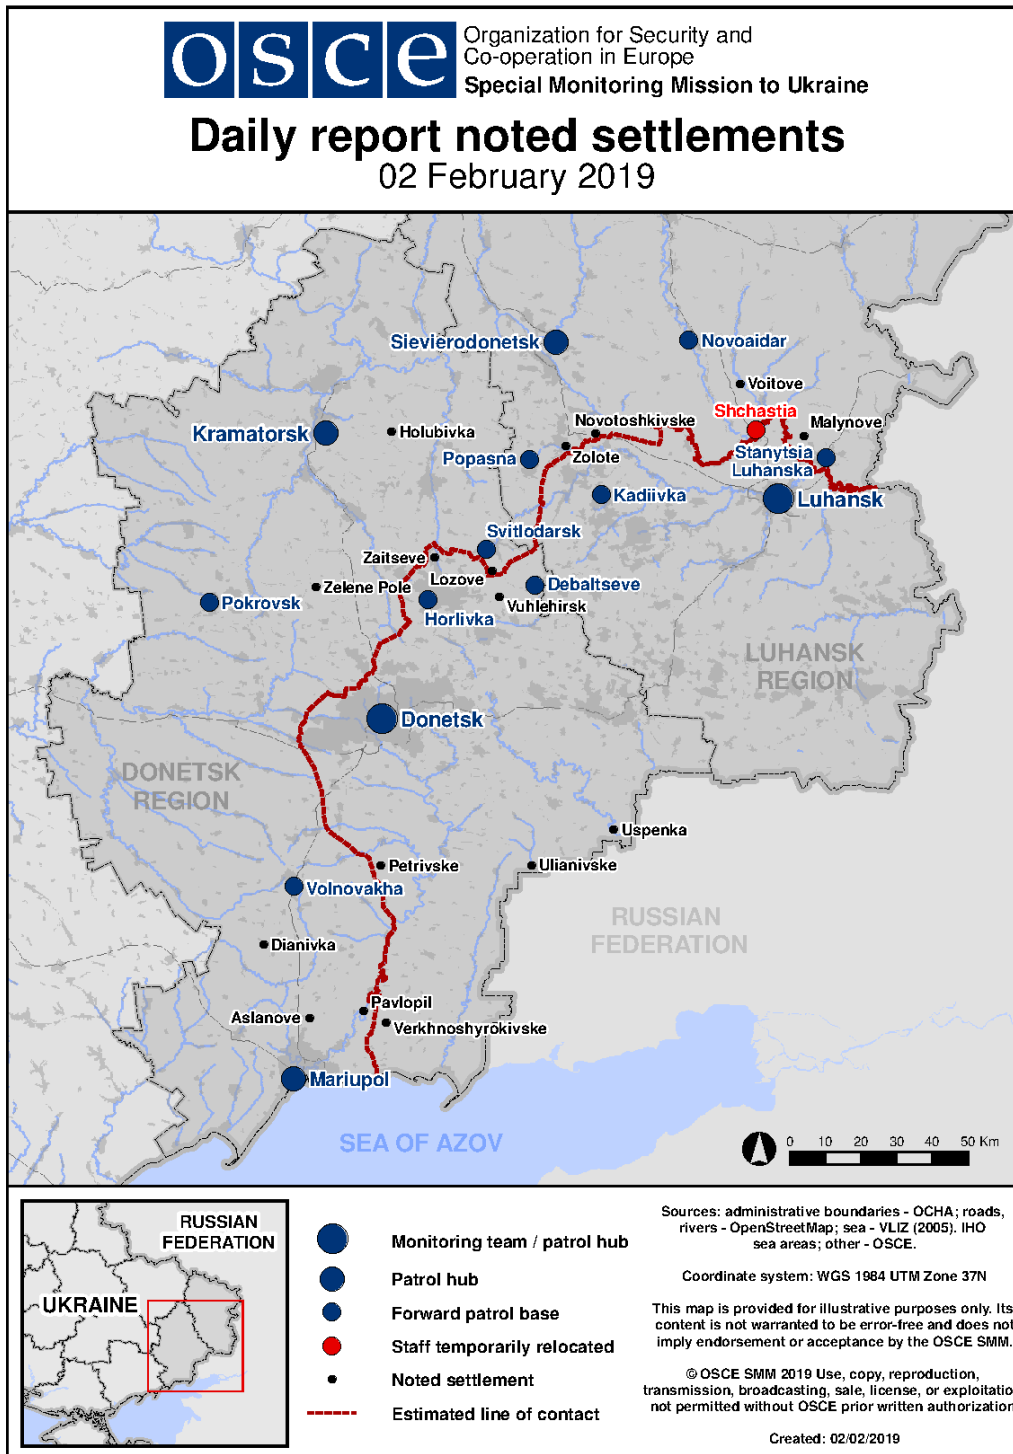 osce
Organization for Security and
Co-operation in Europe
Special Monitoring Mission to Ukraine
Daily report noted settlements
02 February 2019
Sievierodonetsk
Novoaidar
Voitove
Shchastia
Novotoshkivske
Malynove
Kramatorsk
Holubivka
Zolote
Popasna
Stanytsia
Luhanska
Kadiivka
Luhansk
Svitlodarsk
Zaitseve
Lozove
Debaltseve
Zelene Pole
Vuhlehirsk
Pokrovsk
Horlivka
LUHANSK
REGION
Donetsk
DONETSK
REGION
Uspenka
Petrivske
Ulianivske
Volnovakha
RUSSIAN
FEDERATION
Dianivka
Pavlopil
Aslanove
Verkhnoshyrokivske
Mariupol
SEA OF AZOV
0 10 20 30 40 50 Km
RUSSIAN
FEDERATION
UKRAINE
Monitoring team / patrol hub
Patrol hub
Forward patrol base
Staff temporarily relocated
Noted settlement
Estimated line of contact
Sources: administrative boundaries - OCHA; roads,
rivers - OpenStreetMap; sea - VLIZ (2005). IHO
sea areas; other - OSCE.
Coordinate system: WGS 1984 UTM Zone 37N
This map is provided for illustrative purposes only. Its
content is not warranted to be error-free and does not
imply endorsement or acceptance by the OSCE SMM.
© OSCE SMM 2019 Use, copy, reproduction,
transmission, broadcasting, sale, license, or exploitatio
not permitted without OSCE prior written authorization
Created: 02/02/2019